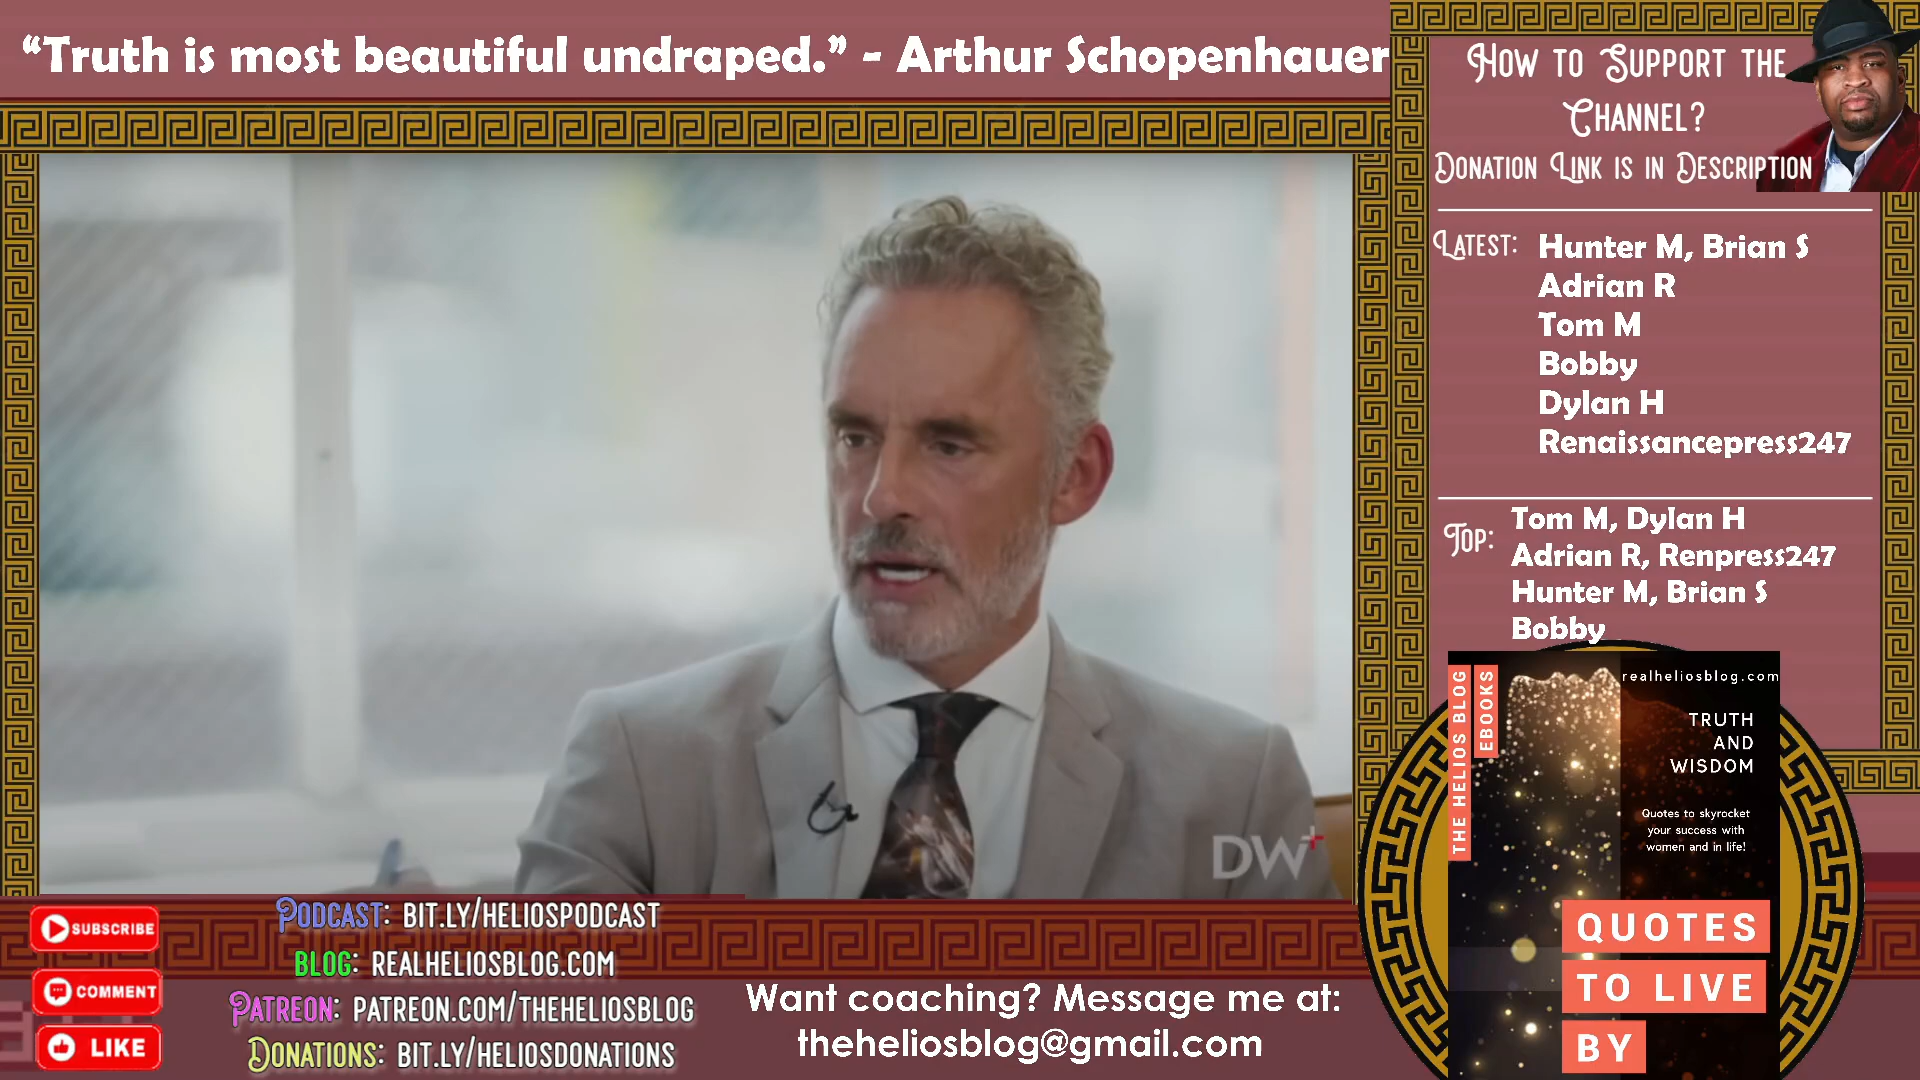 “Truth is most beautiful undraped.” - Arthur Schopenhauer
How to Support the
Channel?
Donation Link is in Description
Latest: Hunter M, Brian S
Adrian R
Tom M
Bobby
Dylan H
Renaissancepress247
Top: Tom M, Dylan H
Adrian R, Renpress247
Hunter M, Brian S
Bobby
DW+
THE HELIOS BLOG
EBOOKS
realheliosblog.com
TRUTH
AND
WISDOM
Quotes to skyrocket
your success with
women and in life!
QUOTES
TO LIVE
BY
SUBSCRIBE
COMMENT
LIKE
Podcast: bit.ly/heliospodcast
Blog: realheliosblog.com
Patreon: patreon.com/theheliosblog
Donations: bit.ly/heliosdonations
Want coaching? Message me at:
theheliosblog@gmail.com